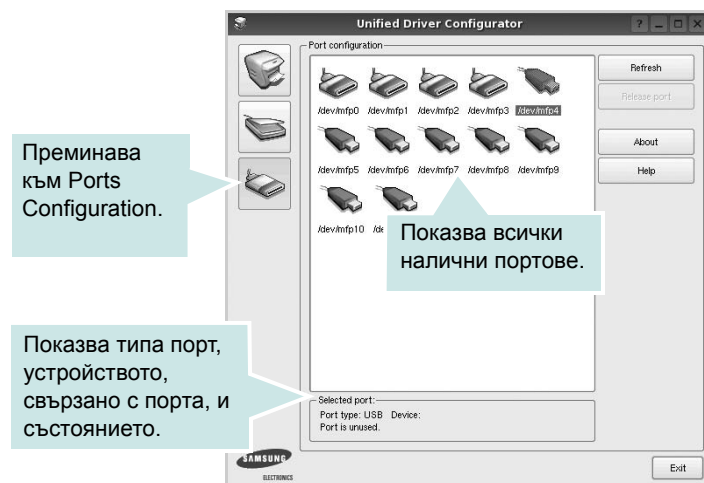 Unified Driver Configurator
Port configuration
/dev/mfp0 /dev/mfp1 /dev/mfp2 /dev/mfp3 /dev/mfp4
/dev/mfp5 /dev/mfp6 /dev/mfp7 /dev/mfp8 /dev/mfp9
/dev/mfp10
Refresh
Release port
About
Help
Преминава
към Ports
Configuration.
Показва всички
налични портове.
Показва типа порт,
устройството,
свързано с порта, и
състоянието.
Selected port:
Port type: USB Device:
Port is unused.
SAMSUNG
ELECTRONICS
Exit